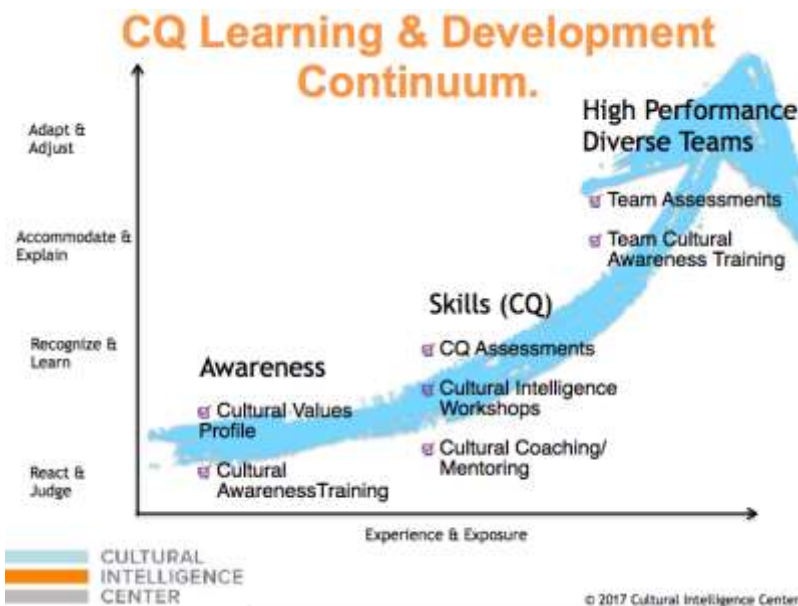 CQ Learning & Development
Continuum.
Adapt &
Adjust
Accommodate &
Explain
Recognize &
Learn
React &
Judge
High Performance
Diverse Teams
Team Assessments
Team Cultural
Awareness Training
Skills (CQ)
CQ Assessments
Cultural Intelligence
Workshops
Cultural Coaching/
Mentoring
Awareness
Cultural Values
Profile
Cultural
AwarenessTraining
Experience & Exposure
CULTURAL
INTELLIGENCE
CENTER
© 2017 Cultural Intelligence Center